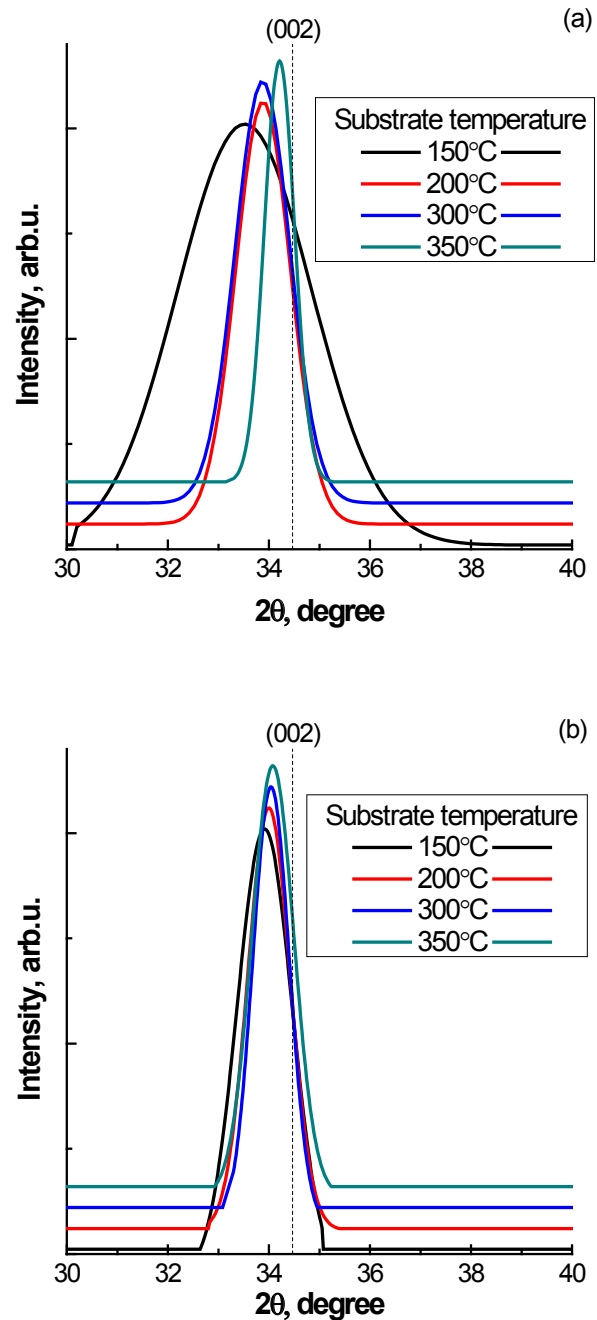 (a)
(002)
Substrate temperature
150°C
200°C
300°C
350°C
Intensity, arb.u.
30 32 34 36 38 40
2θ, degree
(b)
(002)
Substrate temperature
150°C
200°C
300°C
350°C
Intensity, arb.u.
30 32 34 36 38 40
2θ, degree